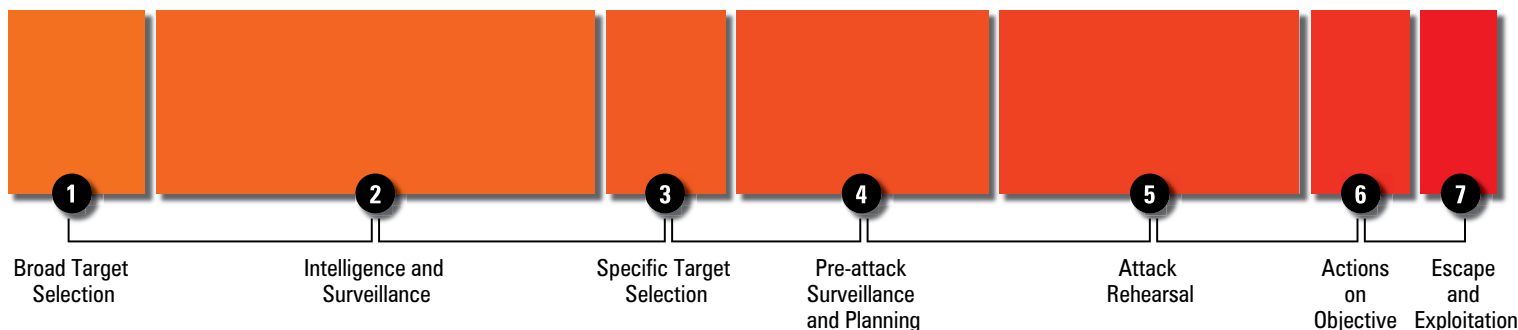 1
2
3
4
5
6
7
Broad Target
Selection
Intelligence and
Surveillance
Specific Target
Selection
Pre-attack
Surveillance
and Planning
Attack
Rehearsal
Actions
on
Objective
Escape
and
Exploitation